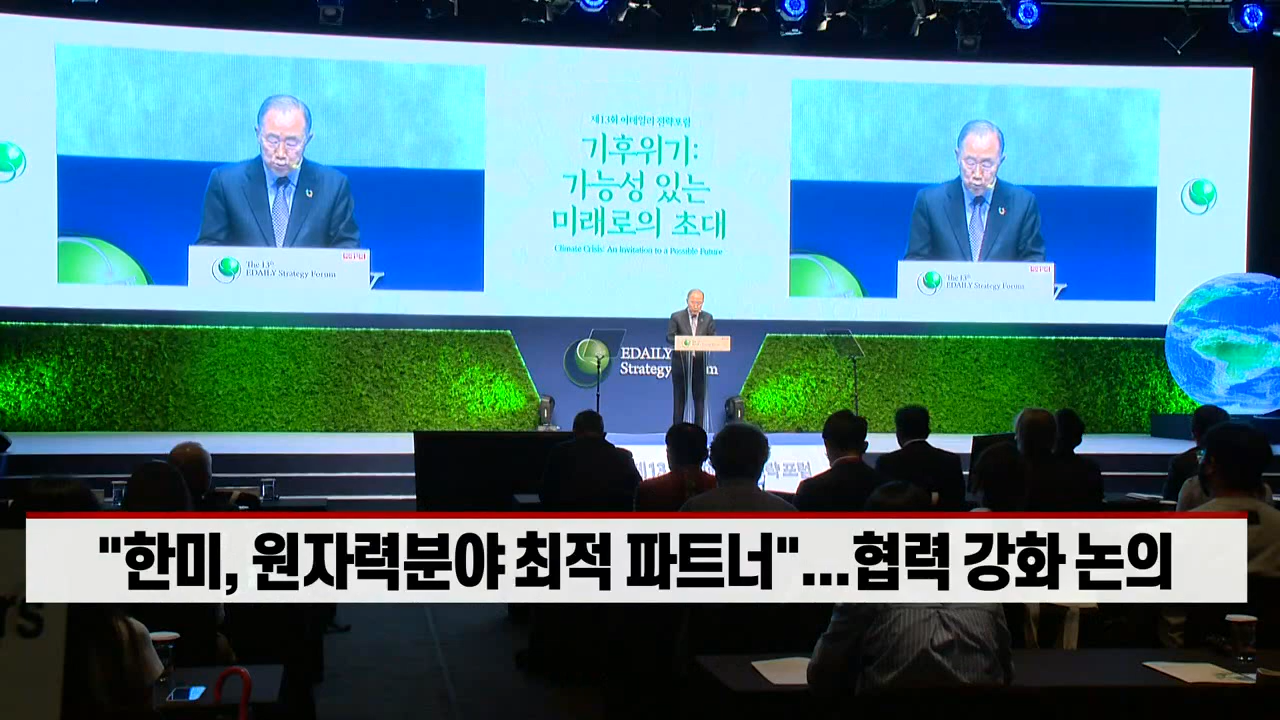 제13회 이데일리 전략포럼
기후위기:
가능성 있는
미래로의 초대
Climate Crisis: An Invitation to a Possible Future
The 13th
EDAILY Strategy Forum
The 13th
EDAILY Strategy Forum
EDAILY
Strategy Forum
"한미, 원자력분야 최적 파트너"...협력 강화 논의